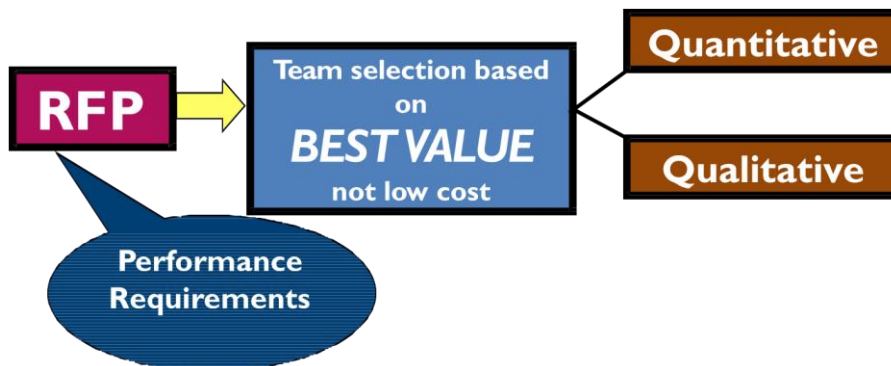 RFP
Team selection based
on
BEST VALUE
not low cost
Quantitative
Qualitative
Performance
Requirements